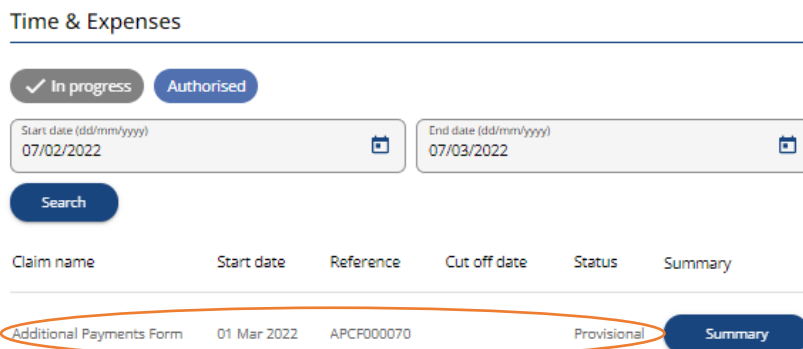 Time & Expenses
In progress Authorised
Start date (dd/mm/yyyy) End date (dd/mm/yyyy)
07/02/2022 07/03/2022
Search
Claim name Start date Reference Cut off date Status Summary
Additional Payments Form 01 Mar 2022 APCF000070 Provisional Summary